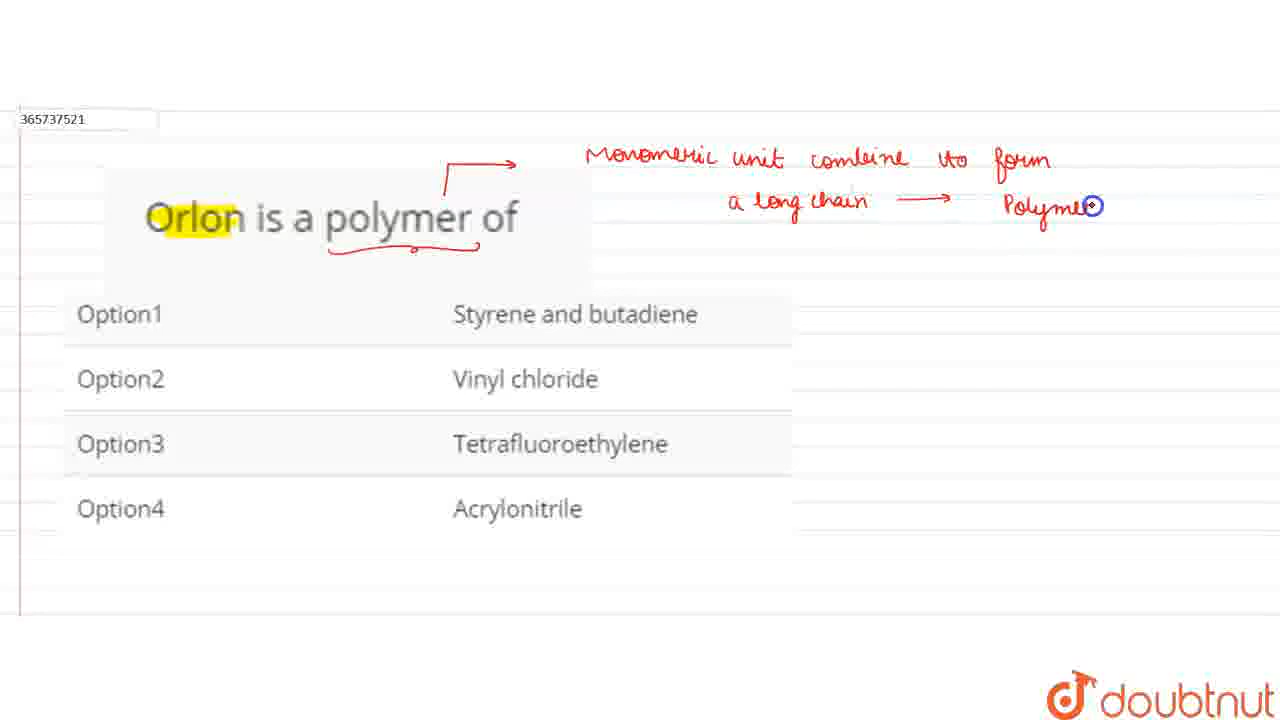 365737521
Monomeric unit combine to form
a long chain → Polymer
Orlon is a polymer of
Option1 Styrene and butadiene
Option2 Vinyl chloride
Option3 Tetrafluoroethylene
Option4 Acrylonitrile
doubtnut